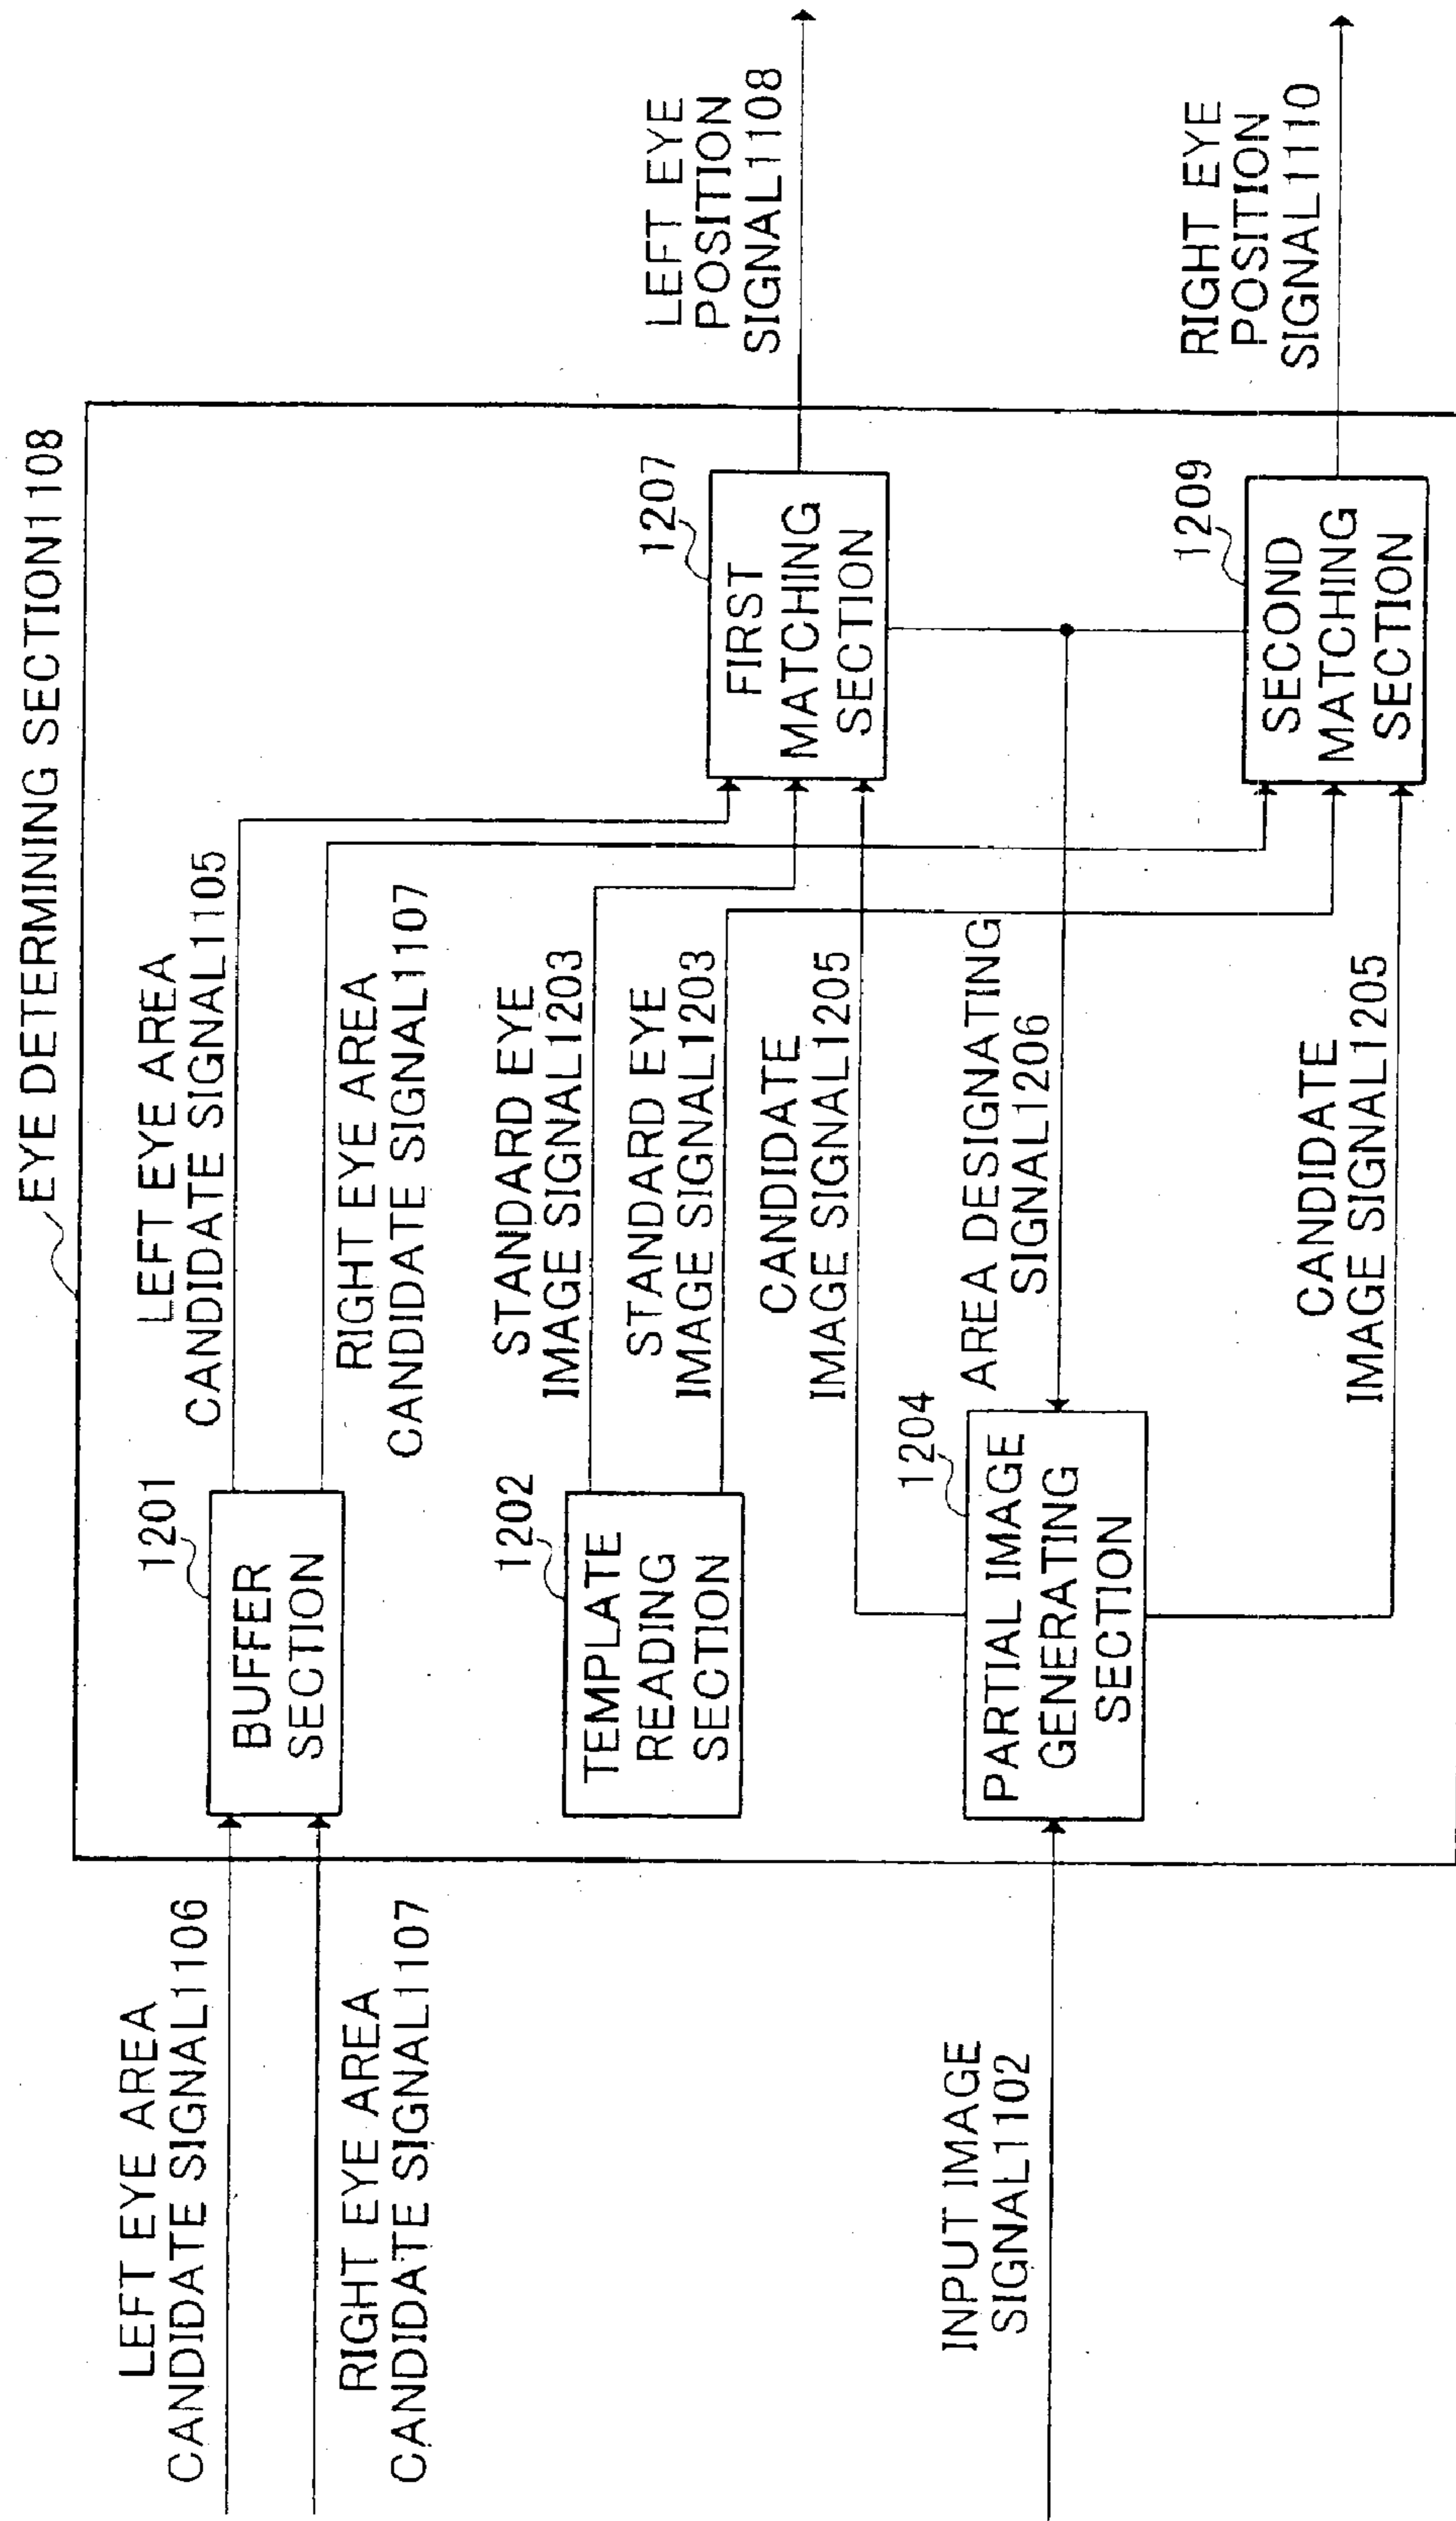 EYE DETERMINING SECTION1108
LEFT EYE AREA
CANDIDATE SIGNAL1106
RIGHT EYE AREA
CANDIDATE SIGNAL1107
INPUT IMAGE
SIGNAL1102
1201
BUFFER
SECTION
LEFT EYE AREA
CANDIDATE SIGNAL1105
RIGHT EYE AREA
CANDIDATE SIGNAL1107
1202
TEMPLATE
READING
SECTION
STANDARD EYE
IMAGE SIGNAL1203
STANDARD EYE
IMAGE SIGNAL1203
CANDIDATE
IMAGE SIGNAL1205
1204
PARTIAL IMAGE
GENERATING
SECTION
AREA DESIGNATING
SIGNAL1206
CANDIDATE
IMAGE SIGNAL1205
1207
FIRST
MATCHING
SECTION
1209
SECOND
MATCHING
SECTION
LEFT EYE
POSITION
SIGNAL1108
RIGHT EYE
POSITION
SIGNAL1110